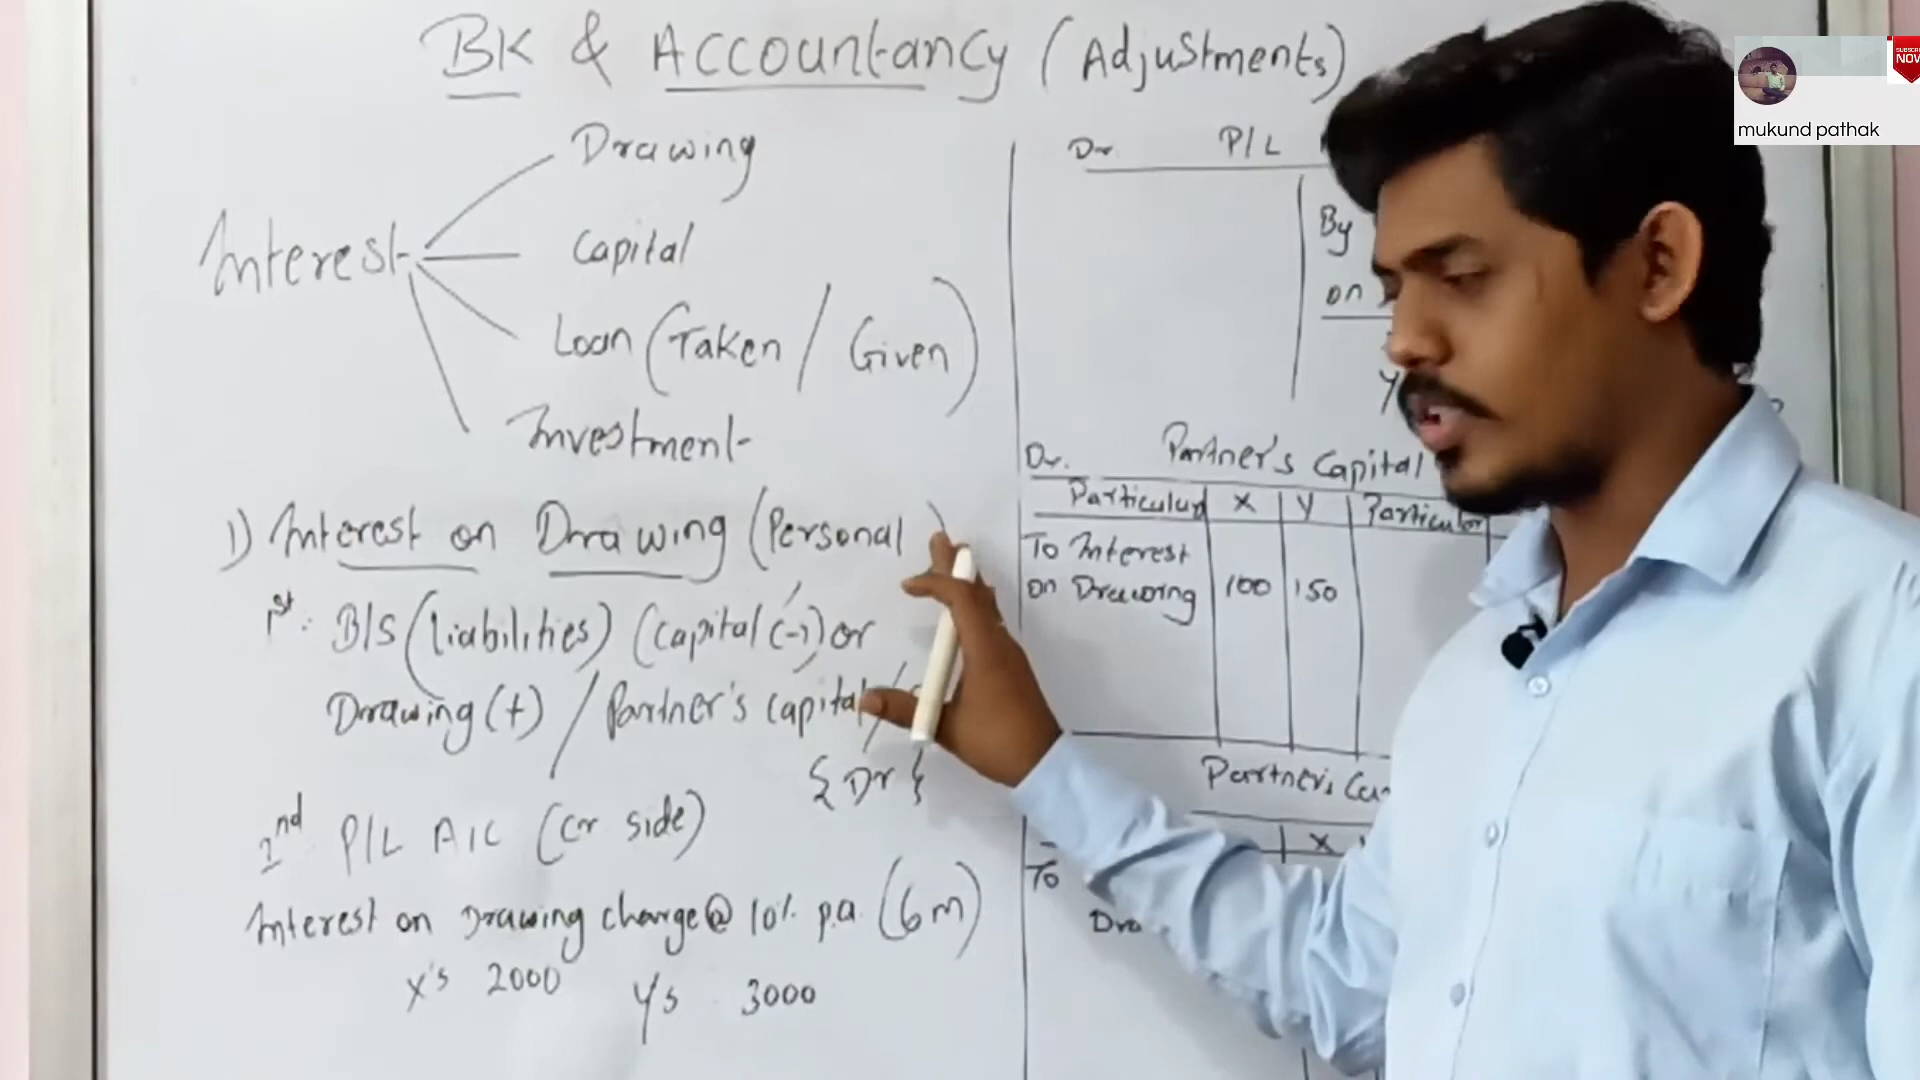 BK & Accountancy (Adjustments)
Interest
Drawing
Capital
Loan (Taken / Given)
Investment
1) Interest on Drawing (Personal )
1st: B/S (liabilities) (Capital (-)) or
Drawing (+) / Partner's Capital /
{ Dr }
2nd P/L A/C (Cr side)
Interest on Drawing charge @ 10% p.a. (6m)
X's 2000 Y's 3000
Dr. P/L
By
on
Y
Dr. Partner's Capital
Particular X Y Particular
To Interest
on Drawing 100 150
Partner's
X
To
SUBSCRIBE
NOW
mukund pathak